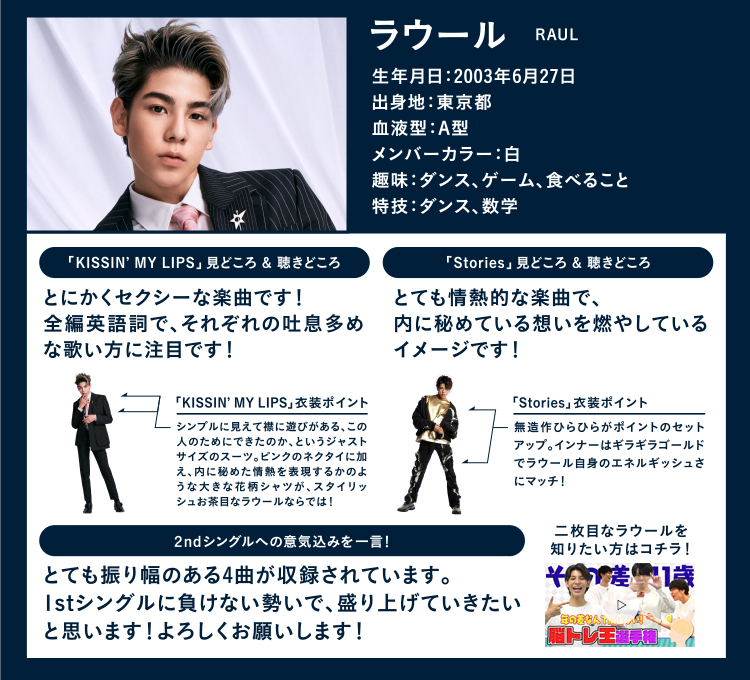 ラウール RAUL
生年月日：2003年6月27日
出身地：東京都
血液型：A型
メンバーカラー：白
趣味：ダンス、ゲーム、食べること
特技：ダンス、数学
「KISSIN' MY LIPS」見どころ & 聴きどころ
とにかくセクシーな楽曲です！
全編英語詞で、それぞれの吐息多め
な歌い方に注目です！
「KISSIN' MY LIPS」衣装ポイント
シンプルに見えて襟に遊びがある、この
人のためにできたのか、というジャスト
サイズのスーツ。ピンクのネクタイに加
え、内に秘めた情熱を表現するかのよ
うな大きな花柄シャツが、スタイリッ
シュお茶目なラウールならでは！
「Stories」見どころ & 聴きどころ
とても情熱的な楽曲で、
内に秘めている想いを燃やしている
イメージです！
「Stories」衣装ポイント
無造作ひらひらがポイントのセット
アップ。インナーはギラギラゴールド
でラウール自身のエネルギッシュさ
にマッチ！
2ndシングルへの意気込みを一言！
とても振り幅のある4曲が収録されています。
1stシングルに負けない勢いで、盛り上げていきたい
と思います！よろしくお願いします！
二枚目なラウールを
知りたい方はコチラ！
その差11歳
脳トレ王選手権